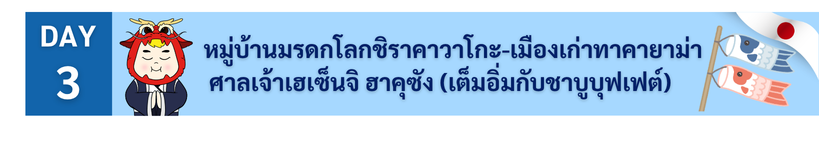 DAY
3
หมู่บ้านมรดกโลกชิราคาวาโกะ-เมืองเก่าทาคายาม่า
ศาลเจ้าเฮเซ็นจิ ฮาคุซัง (เต็มอิ่มกับชาบูบุฟเฟต์)